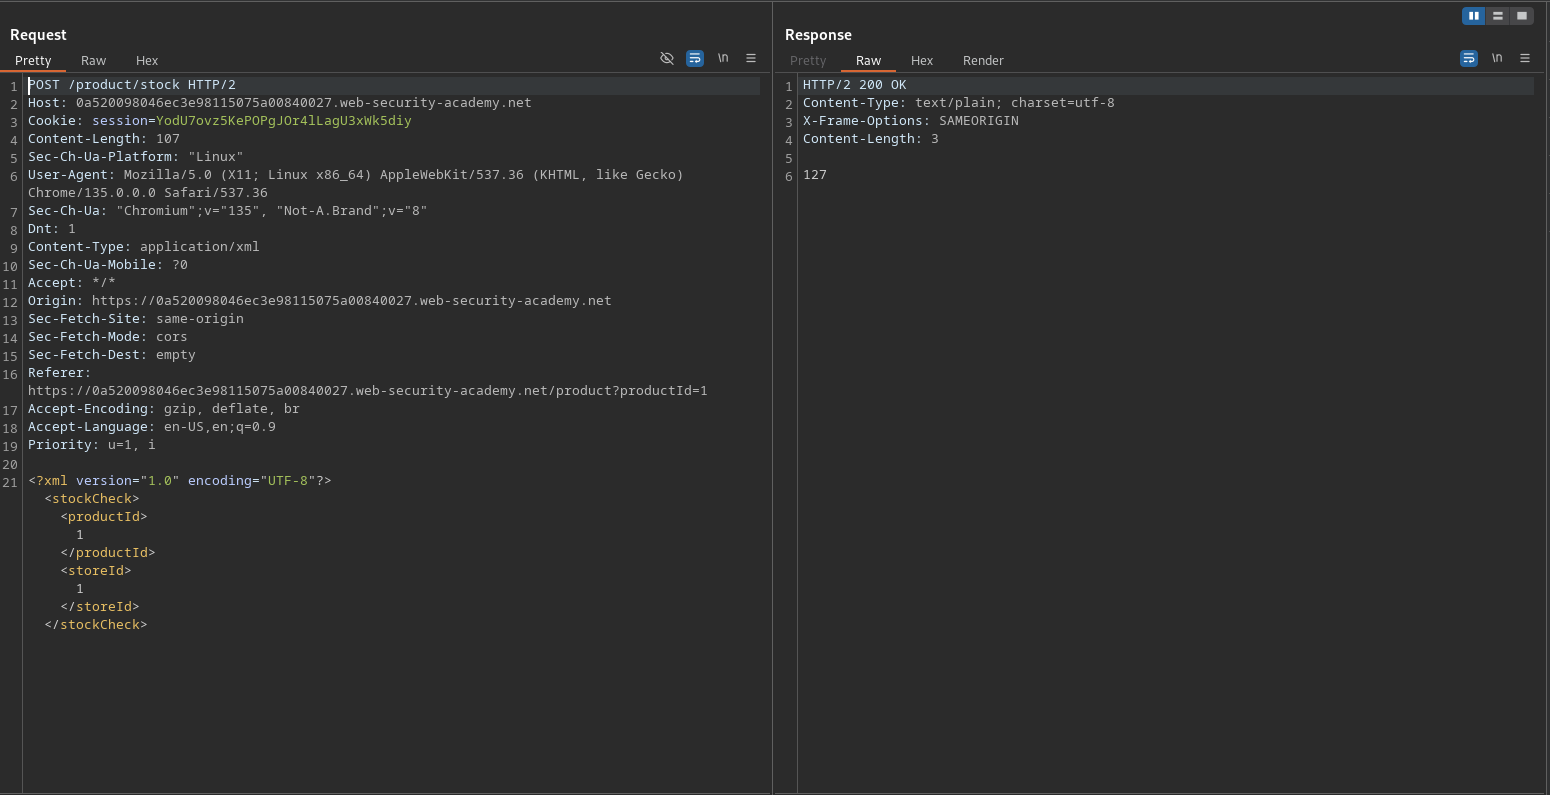 Request
Pretty Raw Hex
\n
1 POST /product/stock HTTP/2
2 Host: 0a520098046ec3e98115075a00840027.web-security-academy.net
3 Cookie: session=YodU7ovz5KePOPgJOr4lLagU3xWk5diy
4 Content-Length: 107
5 Sec-Ch-Ua-Platform: "Linux"
6 User-Agent: Mozilla/5.0 (X11; Linux x86_64) AppleWebKit/537.36 (KHTML, like Gecko)
Chrome/135.0.0.0 Safari/537.36
7 Sec-Ch-Ua: "Chromium";v="135", "Not-A.Brand";v="8"
8 Dnt: 1
9 Content-Type: application/xml
10 Sec-Ch-Ua-Mobile: ?0
11 Accept: */*
12 Origin: https://0a520098046ec3e98115075a00840027.web-security-academy.net
13 Sec-Fetch-Site: same-origin
14 Sec-Fetch-Mode: cors
15 Sec-Fetch-Dest: empty
16 Referer:
https://0a520098046ec3e98115075a00840027.web-security-academy.net/product?productId=1
17 Accept-Encoding: gzip, deflate, br
18 Accept-Language: en-US,en;q=0.9
19 Priority: u=1, i
20
21 <?xml version="1.0" encoding="UTF-8"?>
<stockCheck>
<productId>
1
</productId>
<storeId>
1
</storeId>
</stockCheck>
Response
Pretty Raw Hex Render
\n
1 HTTP/2 200 OK
2 Content-Type: text/plain; charset=utf-8
3 X-Frame-Options: SAMEORIGIN
4 Content-Length: 3
5
6 127